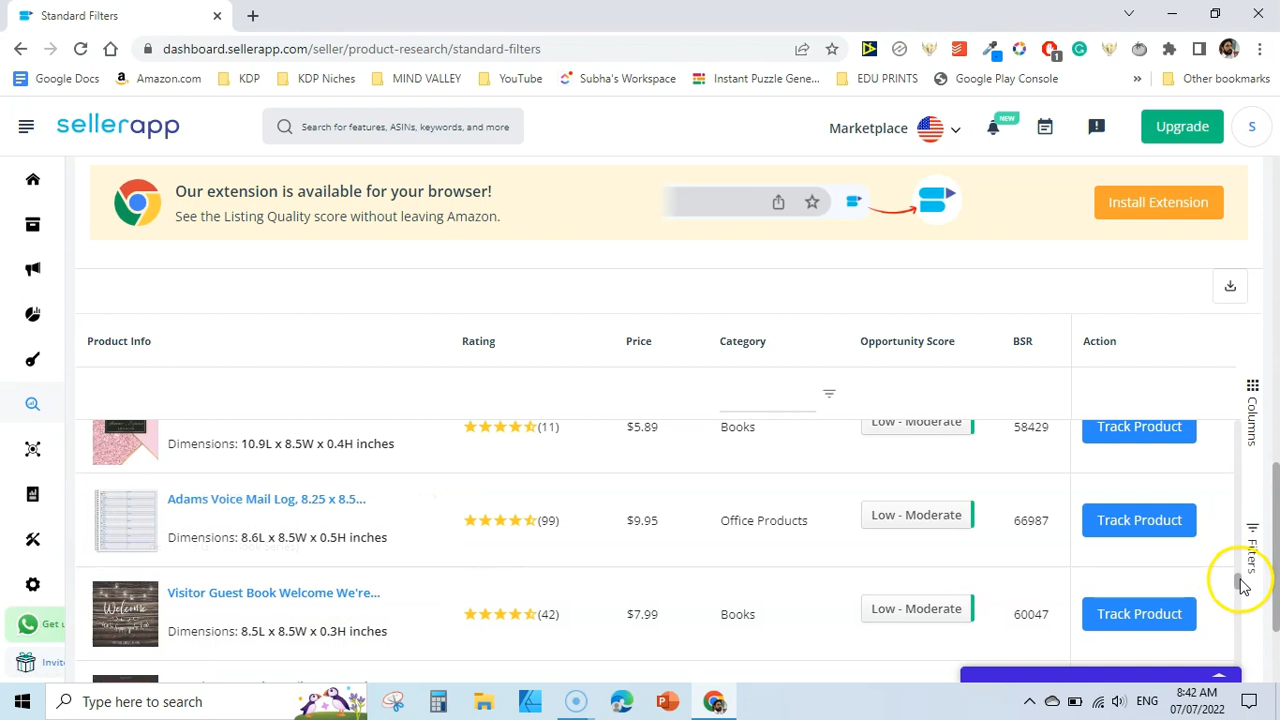 Standard Filters
dashboard.sellerapp.com/seller/product-research/standard-filters
1
Google Docs
Amazon.com
KDP
KDP Niches
MIND VALLEY
YouTube
Subha's Workspace
Instant Puzzle Gene...
EDU PRINTS
Google Play Console
»
Other bookmarks
sellerapp
Search for features, ASINs, keywords, and more
Marketplace
NEW
Upgrade
S
Our extension is available for your browser!
See the Listing Quality score without leaving Amazon.
Install Extension
Product Info
Rating
Price
Category
Opportunity Score
BSR
Action
Columns
Filters
Dimensions: 10.9L x 8.5W x 0.4H inches
(11)
$5.89
Books
Low - Moderate
58429
Track Product
Adams Voice Mail Log, 8.25 x 8.5...
Dimensions: 8.6L x 8.5W x 0.5H inches
(99)
$9.95
Office Products
Low - Moderate
66987
Track Product
Visitor Guest Book Welcome We're...
Dimensions: 8.5L x 8.5W x 0.3H inches
Welcome
(42)
$7.99
Books
Low - Moderate
60047
Track Product
Get u
Invite
Type here to search
ENG
8:42 AM
07/07/2022